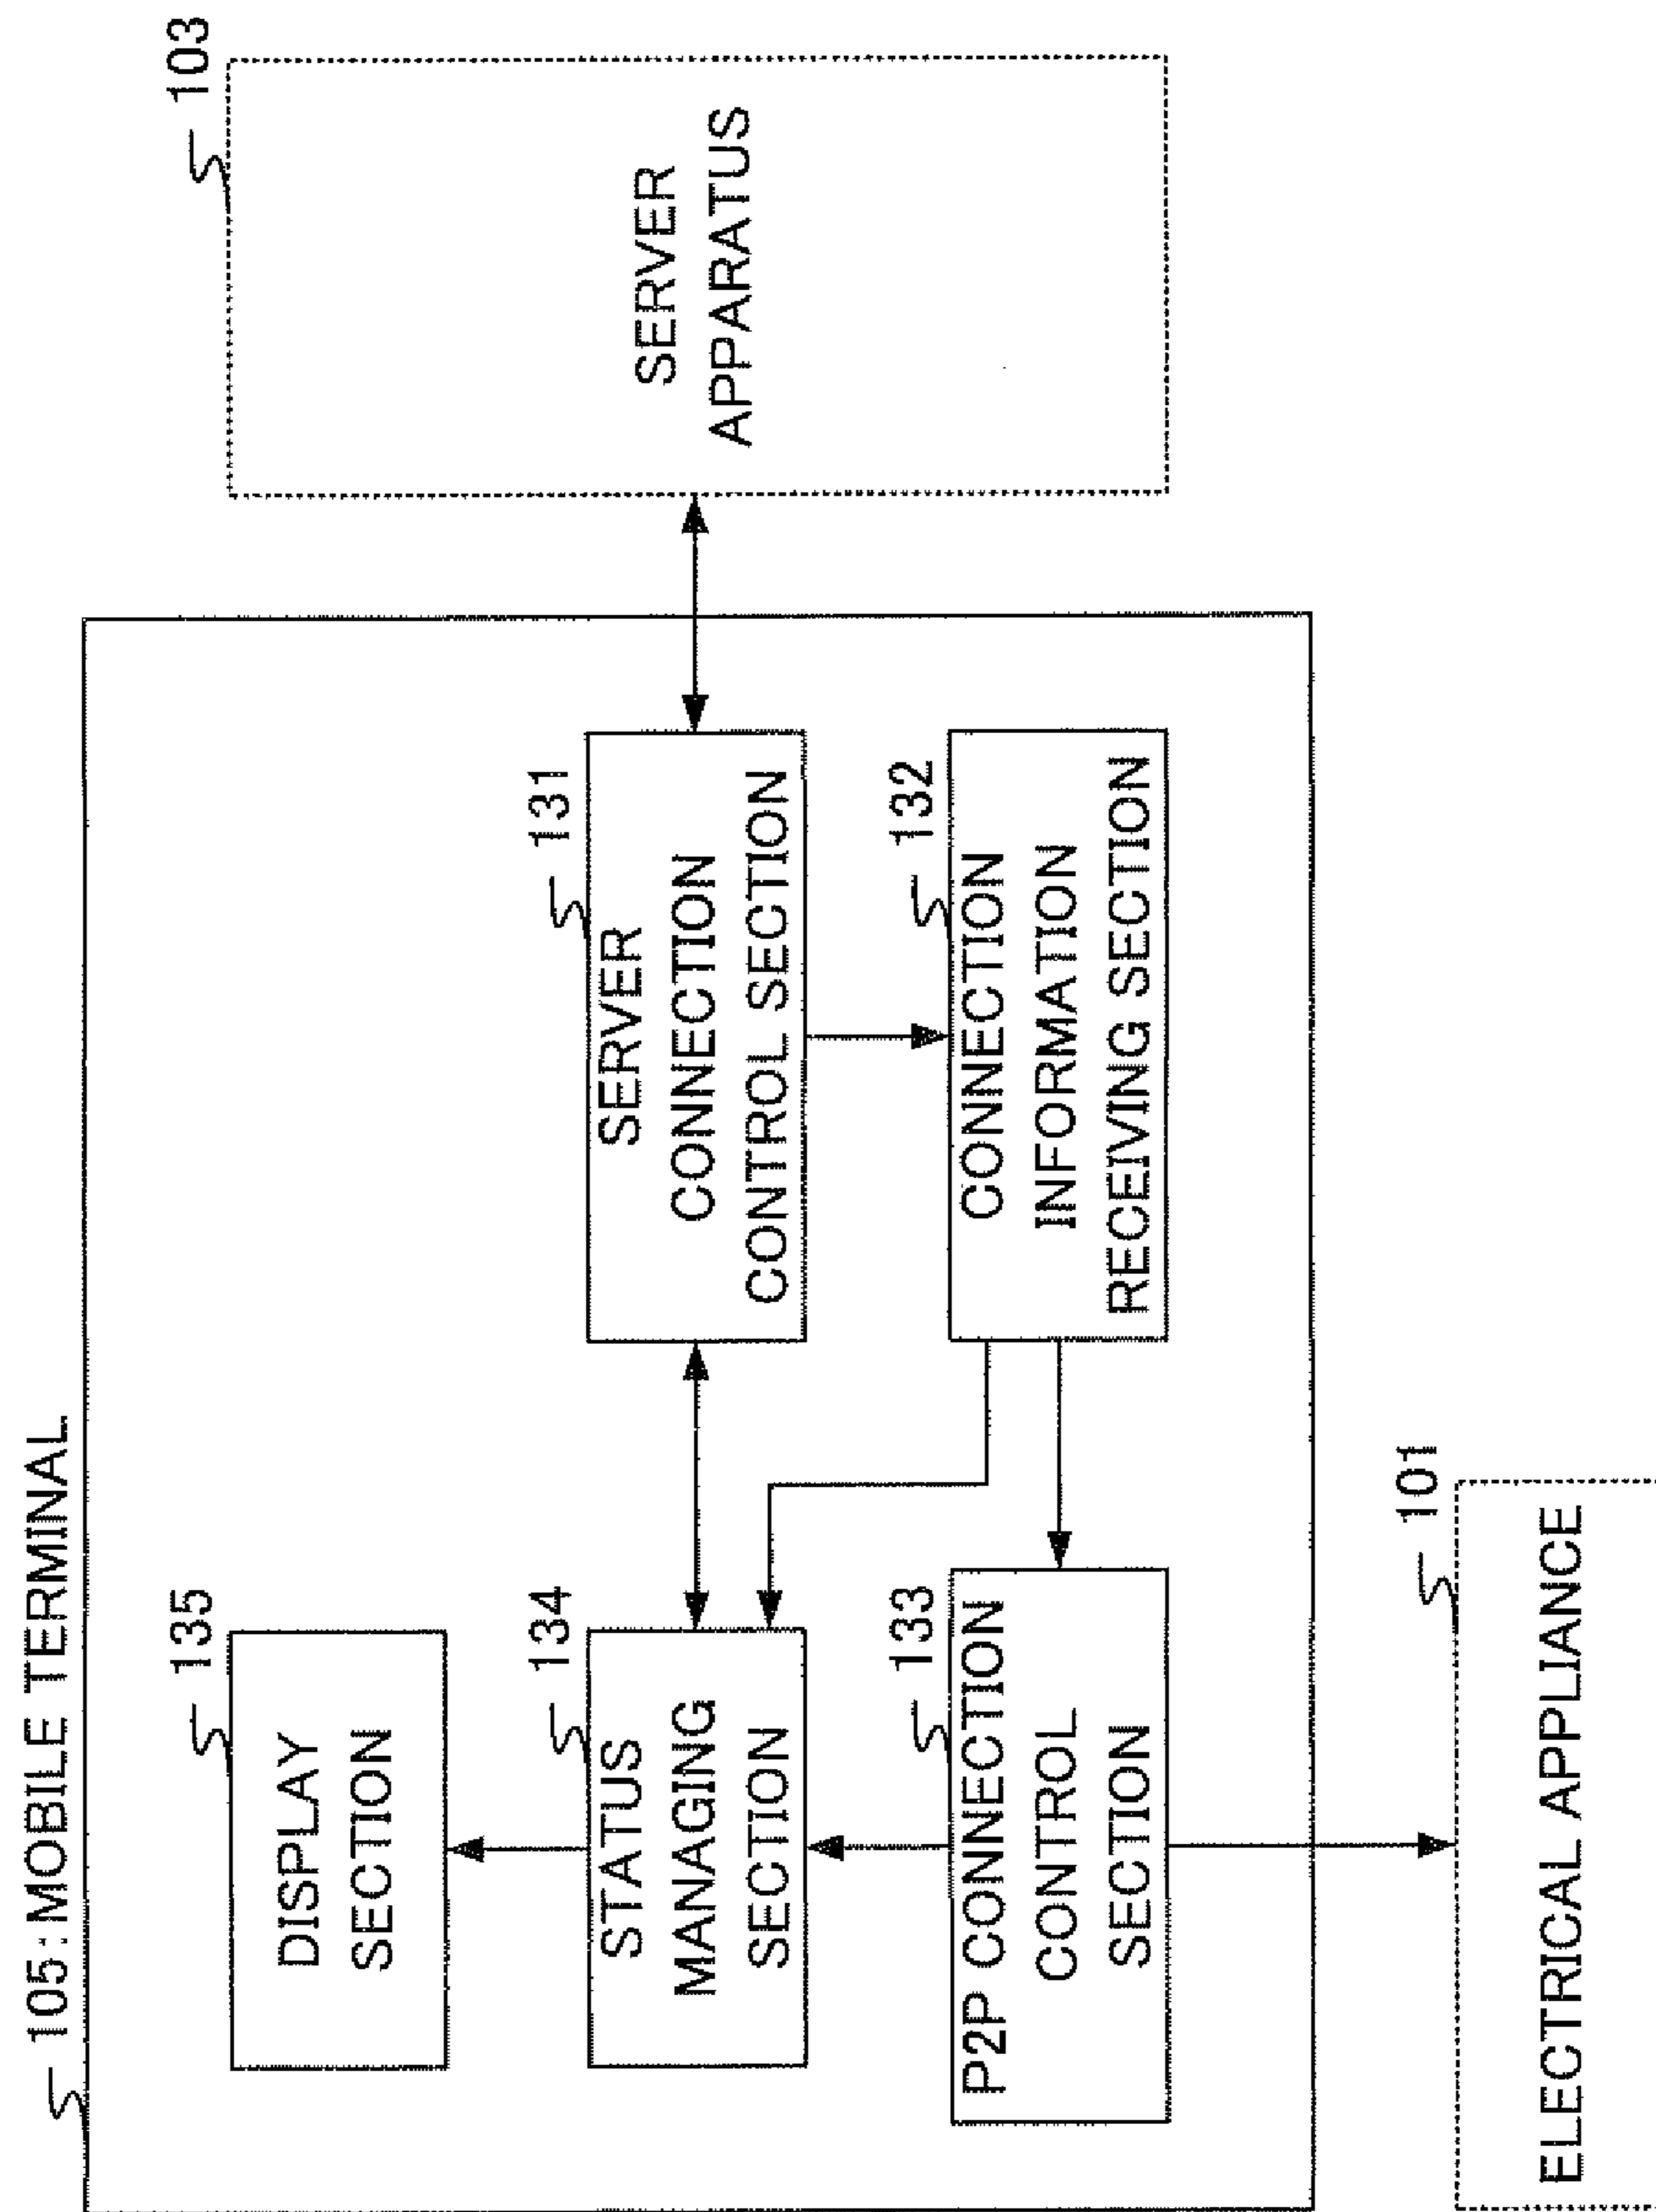 105:MOBILE TERMINAL
135
DISPLAY
SECTION
134
STATUS
MANAGING
SECTION
133
P2P CONNECTION
CONTROL
SECTION
131
SERVER
CONNECTION
CONTROL SECTION
132
CONNECTION
INFORMATION
RECEIVING SECTION
103
SERVER
APPARATUS
101
ELECTRICAL APPLIANCE